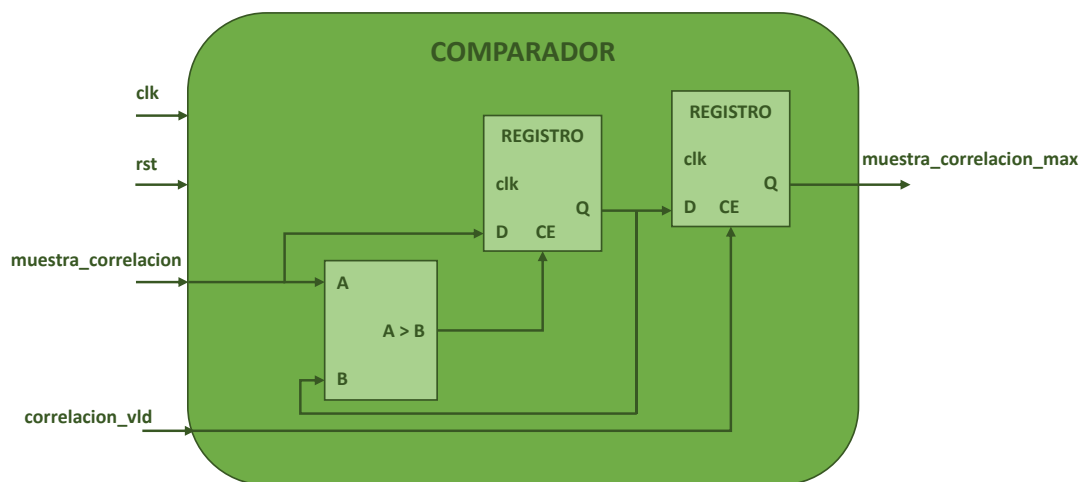 COMPARADOR
clk
rst
muestra_correlacion
correlacion_vld
REGISTRO
clk
Q
D CE
REGISTRO
clk
Q
D CE
A
A > B
B
muestra_correlacion_max